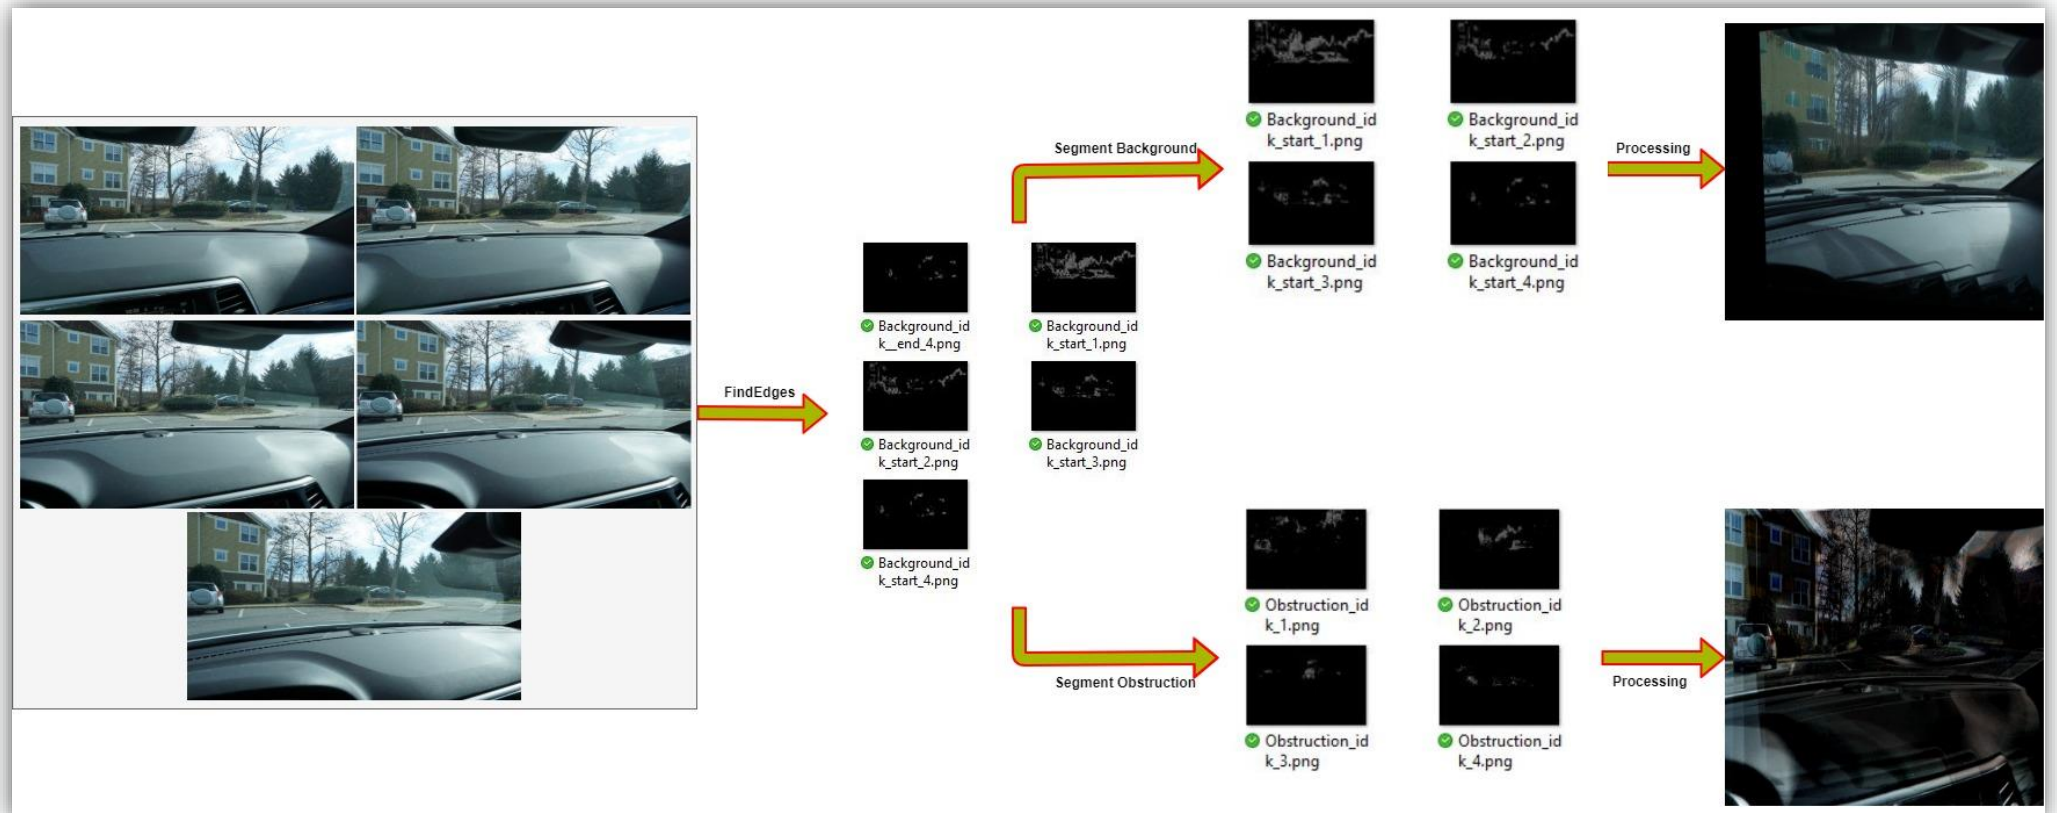 FindEdges
Background_id
k__end_4.png
Background_id
k_start_1.png
Background_id
k_start_2.png
Background_id
k_start_3.png
Background_id
k_start_4.png
Segment Background
Background_id
k_start_1.png
Background_id
k_start_2.png
Background_id
k_start_3.png
Background_id
k_start_4.png
Processing
Segment Obstruction
Obstruction_id
k_1.png
Obstruction_id
k_2.png
Obstruction_id
k_3.png
Obstruction_id
k_4.png
Processing